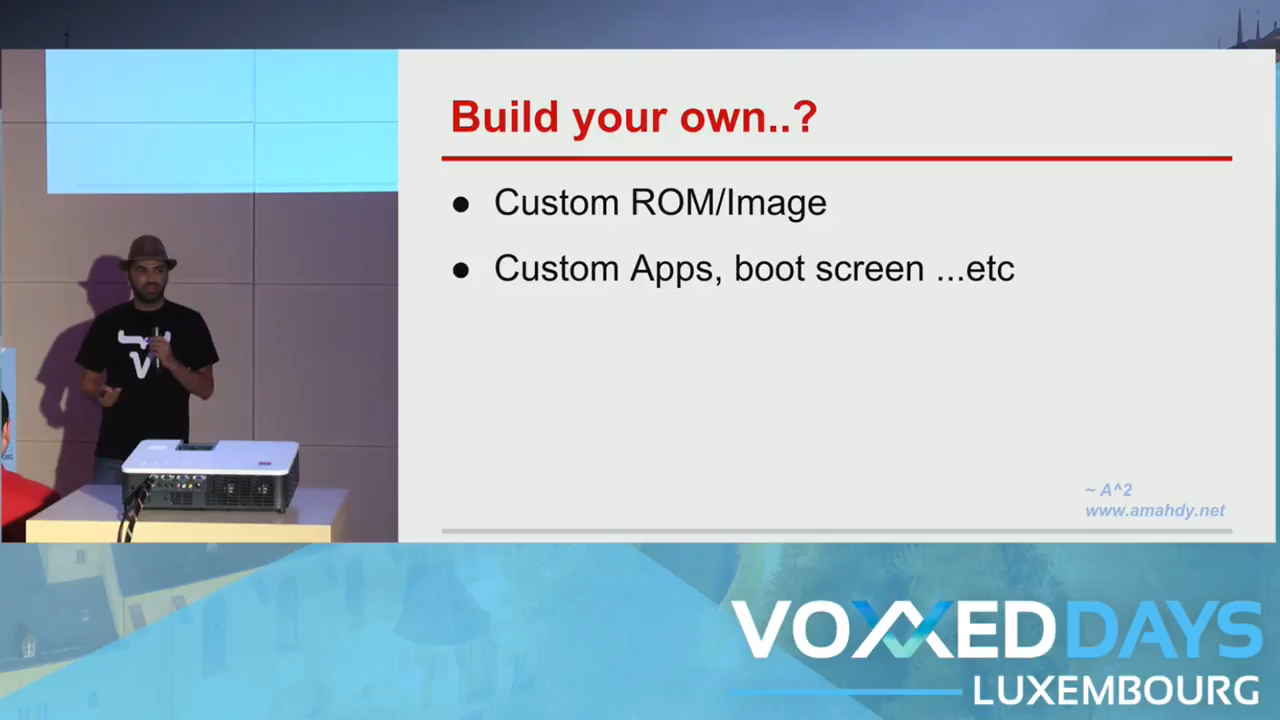 Build your own..?
● Custom ROM/Image
● Custom Apps, boot screen ...etc
~ A^2
www.amahdy.net
VOXXED DAYS
LUXEMBOURG